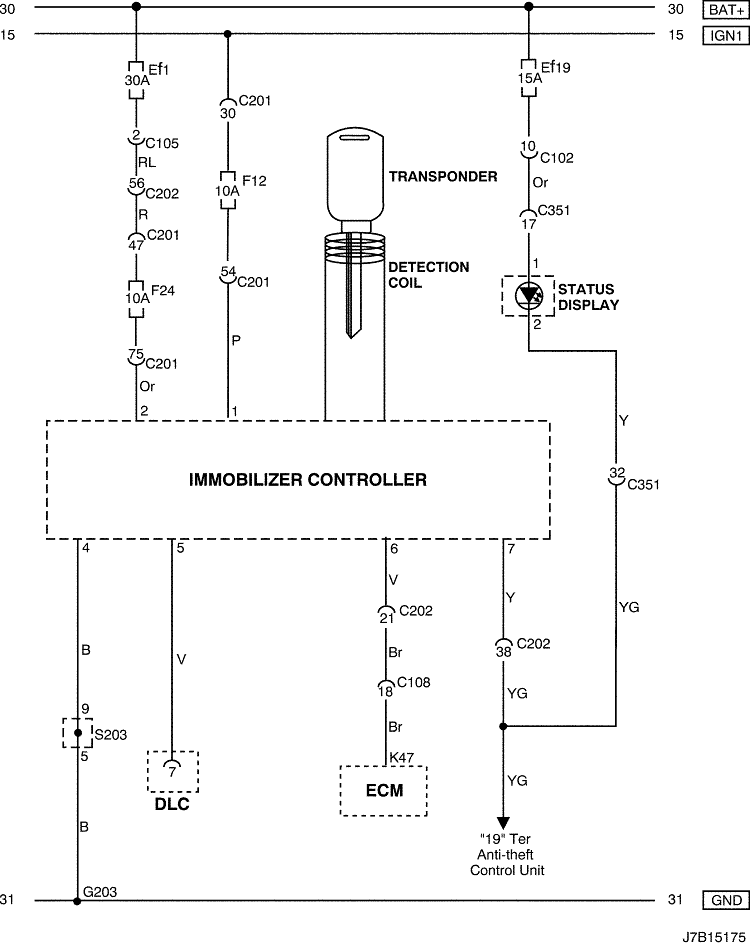 30 30 BAT+
15 15 IGN1
Ef1
30A
Ef19
15A
C201
30
2
C105
RL
56
C202
R
C201
47
F24
10A
75
C201
Or
2
F12
10A
54
C201
P
1
TRANSPONDER
DETECTION
COIL
10
C102
Or
C351
17
1
STATUS
DISPLAY
2
Y
32
C351
YG
IMMOBILIZER CONTROLLER
4
5
6
7
B
9
S203
5
B
G203
V
7
DLC
V
C202
21
Br
C108
18
Br
K47
ECM
Y
C202
38
YG
YG
"19" Ter
Anti-theft
Control Unit
31 31 GND
J7B15175